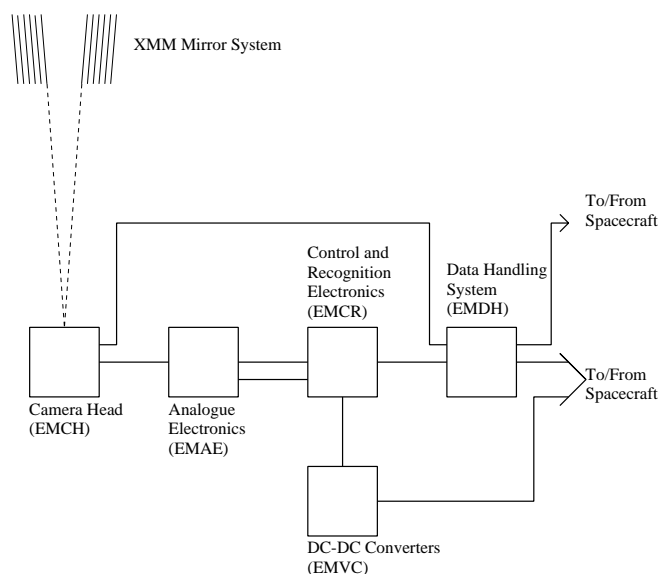 XMM Mirror System
To/From
Spacecraft
Control and
Recognition
Electronics
(EMCR)
Data Handling
System
(EMDH)
To/From
Spacecraft
Camera Head
(EMCH)
Analogue
Electronics
(EMAE)
DC-DC Converters
(EMVC)